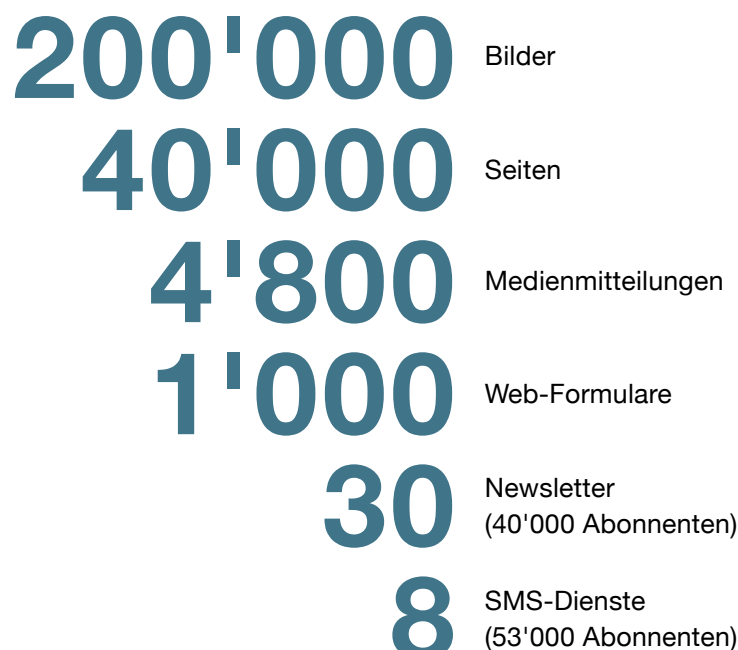 200'000 Bilder
40'000 Seiten
4'800 Medienmitteilungen
1'000 Web-Formulare
30 Newsletter
(40'000 Abonnenten)
8 SMS-Dienste
(53'000 Abonnenten)